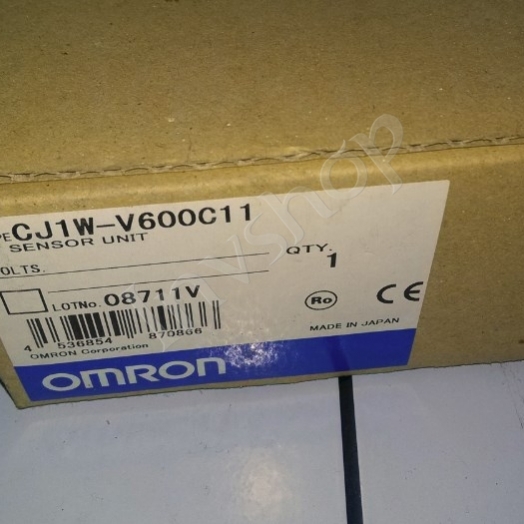 PE CJ1W-V600C11
SENSOR UNIT
OLTS.
QTY.
1
LOTNo. 08711V
Ro
CE
4 536854 870866
MADE IN JAPAN
OMRON Corporation
OMRON